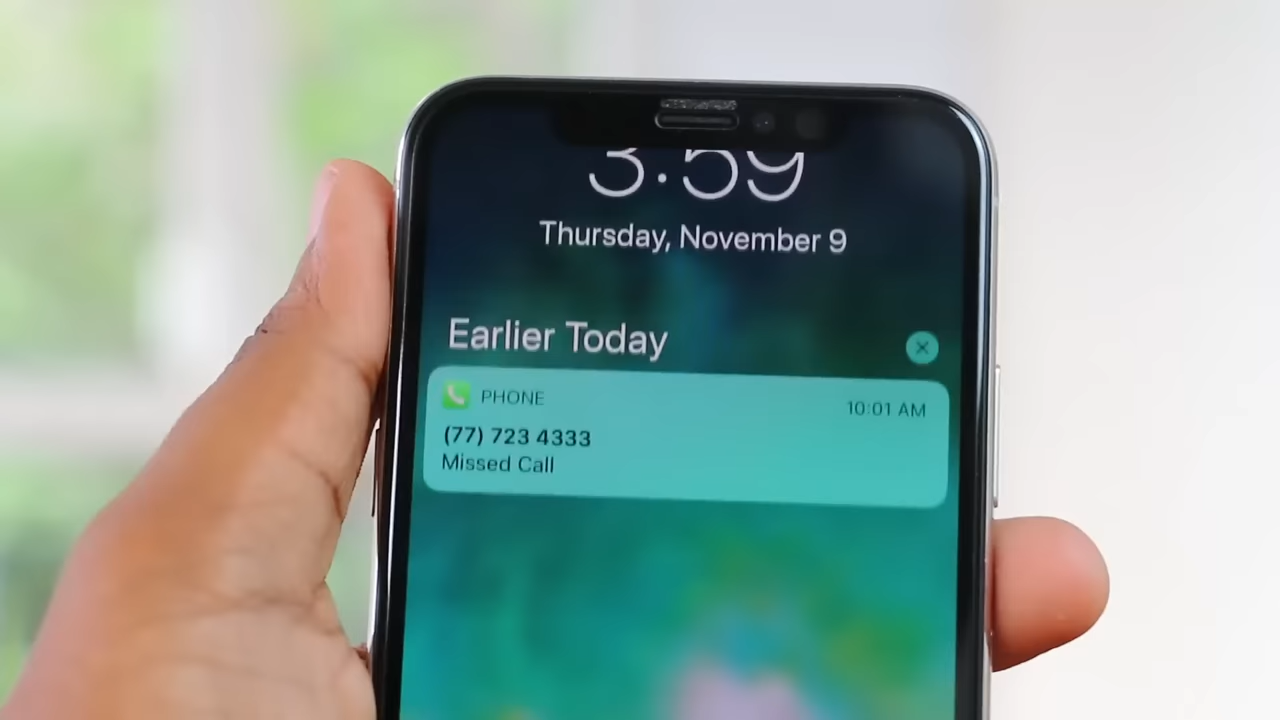 3:59
Thursday, November 9
Earlier Today
PHONE
10:01 AM
(77) 723 4333
Missed Call